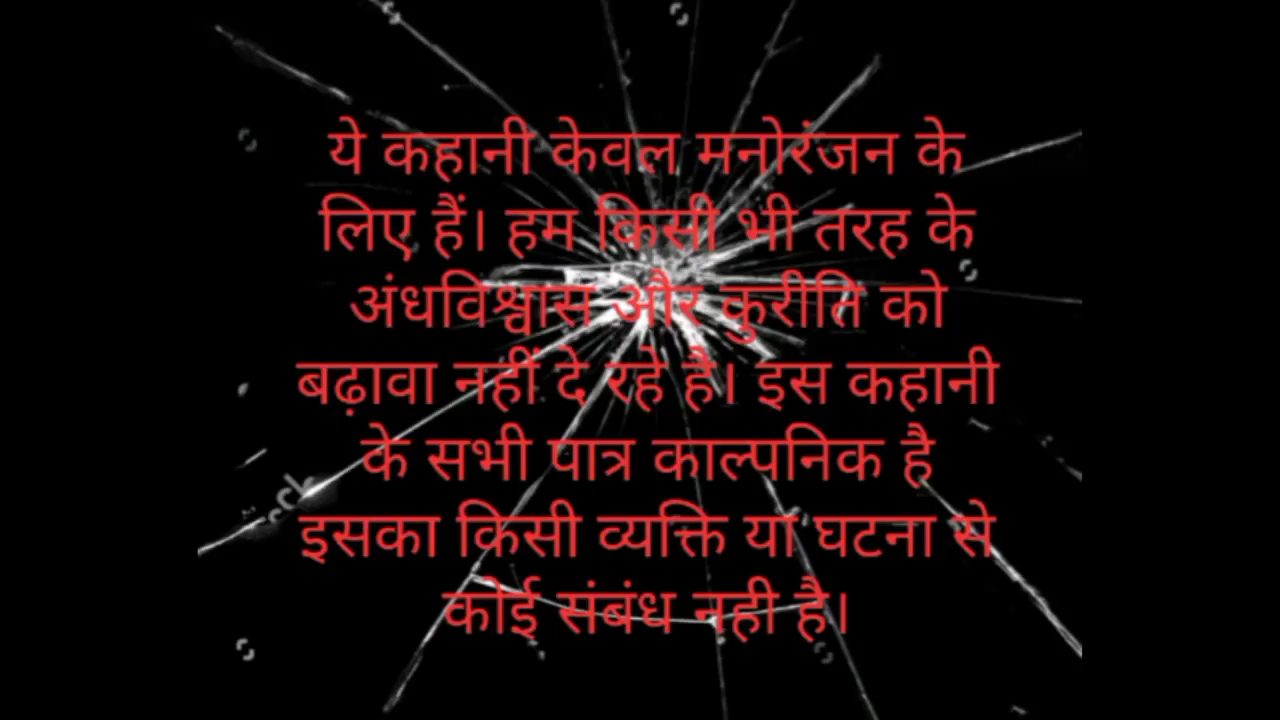 ये कहानी केवल मनोरंजन के
लिए हैं। हम किसी भी तरह के
अंधविश्वास और कुरीति को
बढ़ावा नहीं दे रहे है। इस कहानी
के सभी पात्र काल्पनिक है
इसका किसी व्यक्ति या घटना से
कोई संबंध नही है।